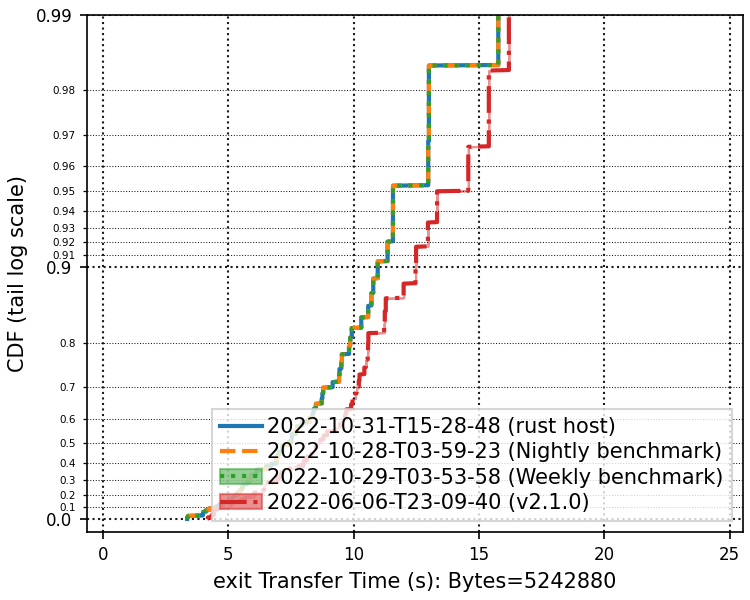 0.99
0.98
0.97
0.96
0.95
0.94
0.93
0.92
0.91
0.9
0.8
0.7
0.6
0.5
0.4
0.3
0.2
0.1
0.0
CDF (tail log scale)
2022-10-31-T15-28-48 (rust host)
2022-10-28-T03-59-23 (Nightly benchmark)
2022-10-29-T03-53-58 (Weekly benchmark)
2022-06-06-T23-09-40 (v2.1.0)
0 5 10 15 20 25
exit Transfer Time (s): Bytes=5242880